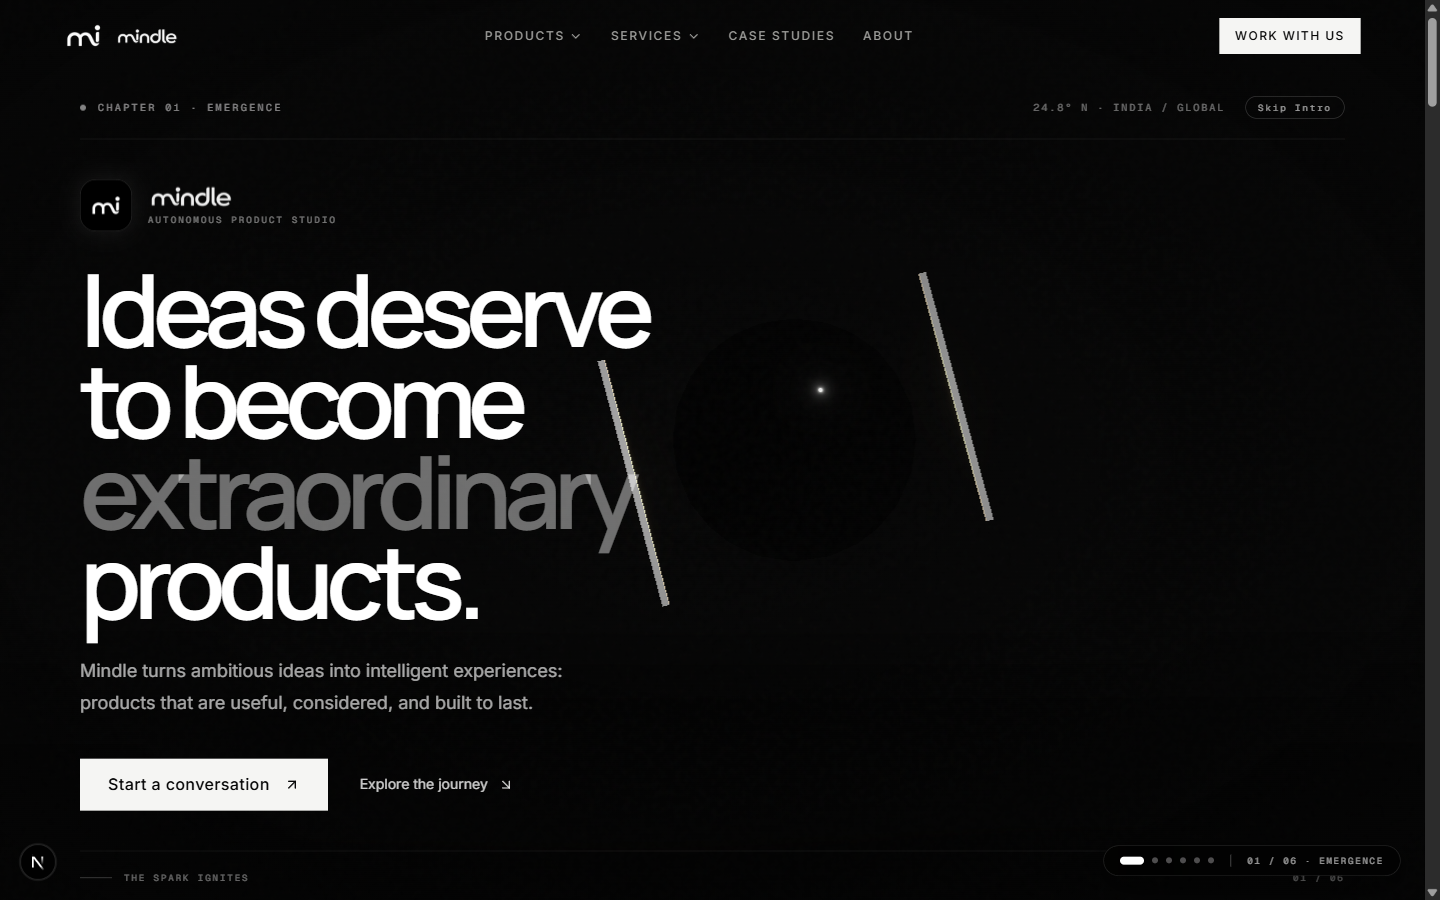 mi mindle
PRODUCTS SERVICES CASE STUDIES ABOUT
WORK WITH US
CHAPTER 01 · EMERGENCE
24.8° N · INDIA / GLOBAL
Skip Intro
mi mindle
AUTONOMOUS PRODUCT STUDIO
Ideas deserve
to become
extraordinary
products.
Mindle turns ambitious ideas into intelligent experiences:
products that are useful, considered, and built to last.
Start a conversation
Explore the journey
N
01 / 06 · EMERGENCE
THE SPARK IGNITES
01 / 06